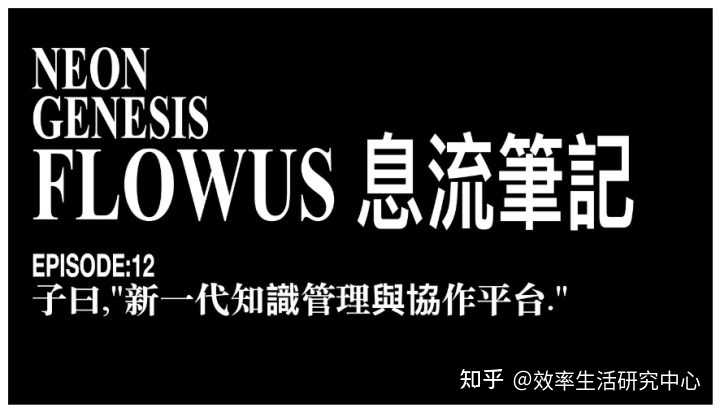 NEON
GENESIS
FLOWUS 息流筆記
EPISODE:12
子曰,"新一代知識管理與協作平台."
知乎 @效率生活研究中心